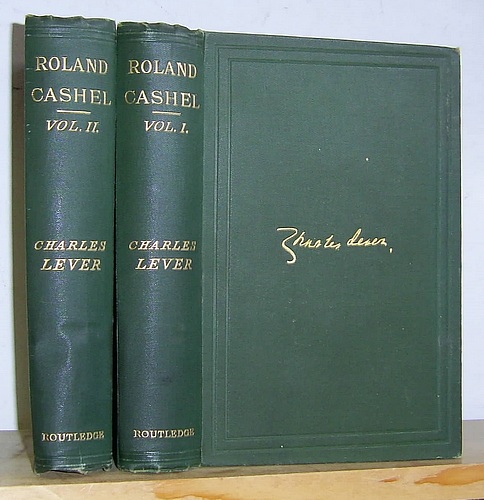 ROLAND
CASHEL
VOL. II.
CHARLES
LEVER
ROUTLEDGE
ROLAND
CASHEL
VOL. I.
CHARLES
LEVER
ROUTLEDGE
Charles Lever.